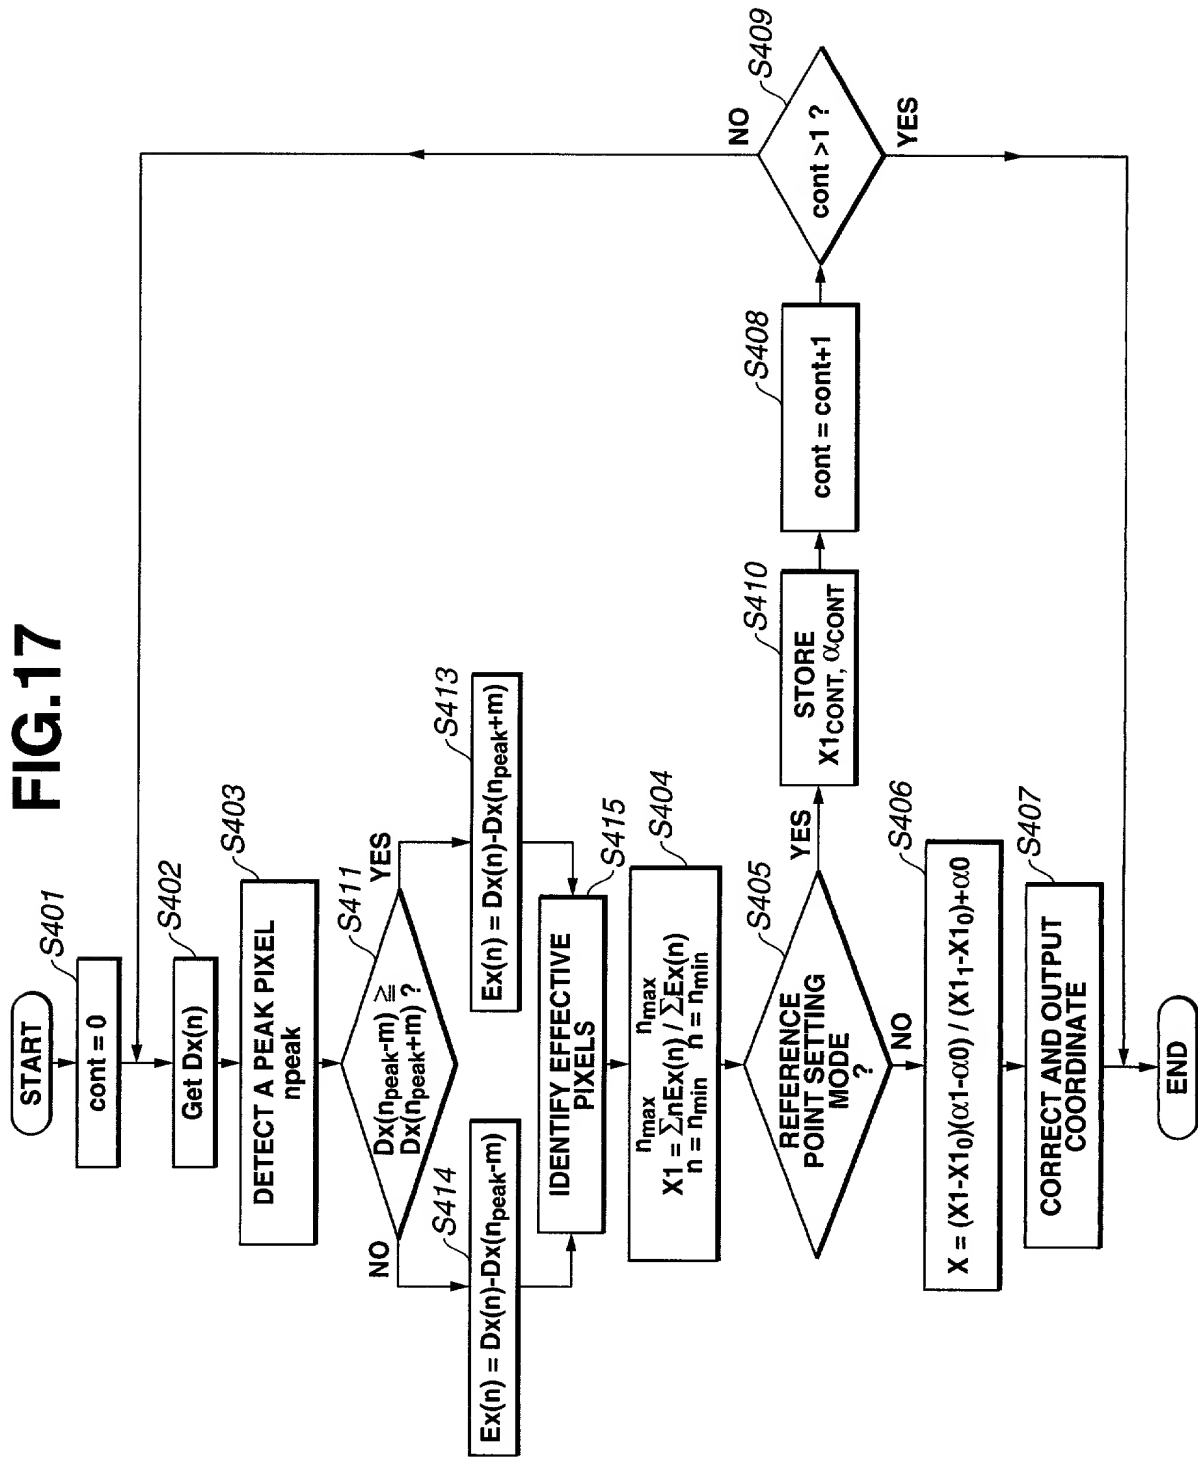 FIG.17
START
S401
cont = 0
S402
Get Dx(n)
S403
DETECT A PEAK PIXEL
npeak
S411
Dx(npeak-m) ≧
Dx(npeak+m) ?
YES
NO
S413
Ex(n) = Dx(n)-Dx(npeak+m)
S414
Ex(n) = Dx(n)-Dx(npeak-m)
S415
IDENTIFY EFFECTIVE
PIXELS
S404
nmax nmax
X1 = ΣnEx(n) / ΣEx(n)
n = nmin n = nmin
S405
REFERENCE
POINT SETTING
MODE
?
YES
NO
S410
STORE
X1CONT, αCONT
S408
cont = cont+1
S409
cont >1 ?
NO
YES
S406
X = (X1-X10)(α1-α0) / (X11-X10)+α0
S407
CORRECT AND OUTPUT
COORDINATE
END